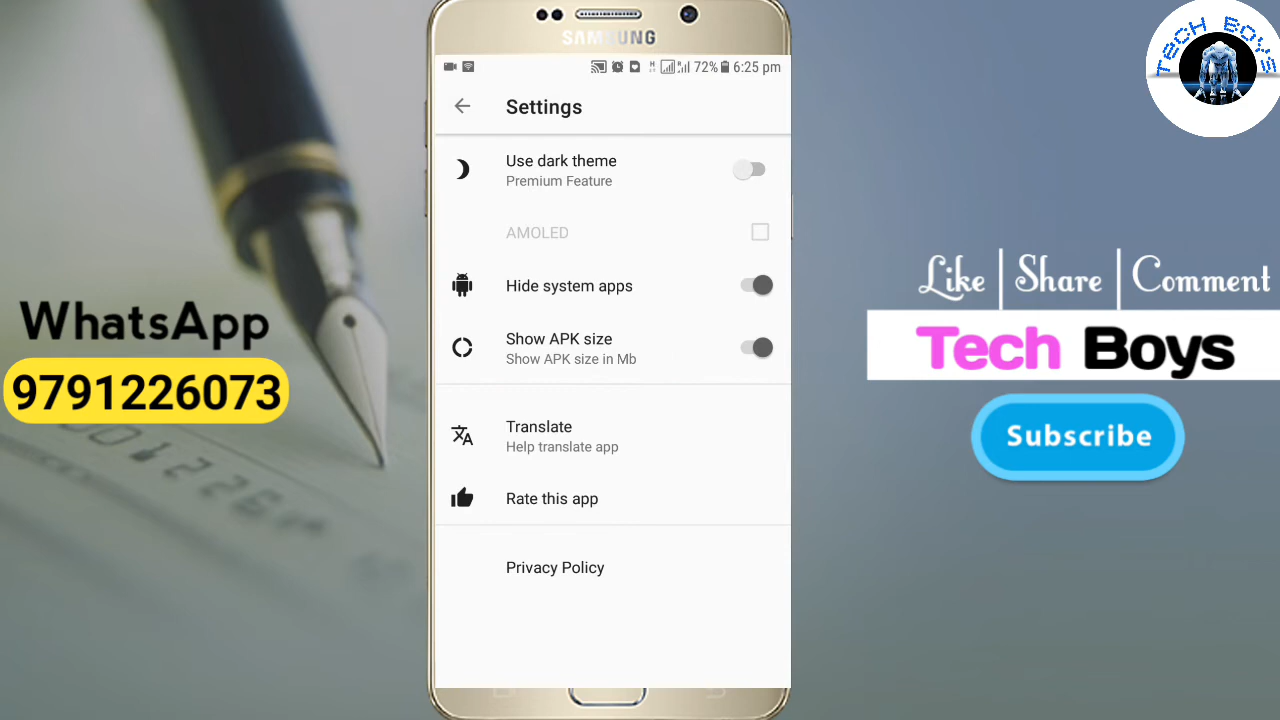 SAMSUNG
72% 6:25 pm
Settings
Use dark theme
Premium Feature
AMOLED
Hide system apps
Show APK size
Show APK size in Mb
Translate
Help translate app
Rate this app
Privacy Policy
WhatsApp
9791226073
TECH BOYS
Like | Share | Comment
Tech Boys
Subscribe